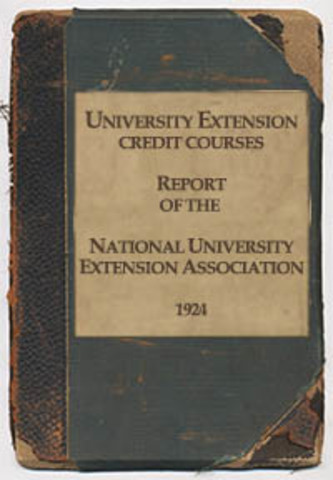 UNIVERSITY EXTENSION
CREDIT COURSES
REPORT
OF THE
NATIONAL UNIVERSITY
EXTENSION ASSOCIATION
1924